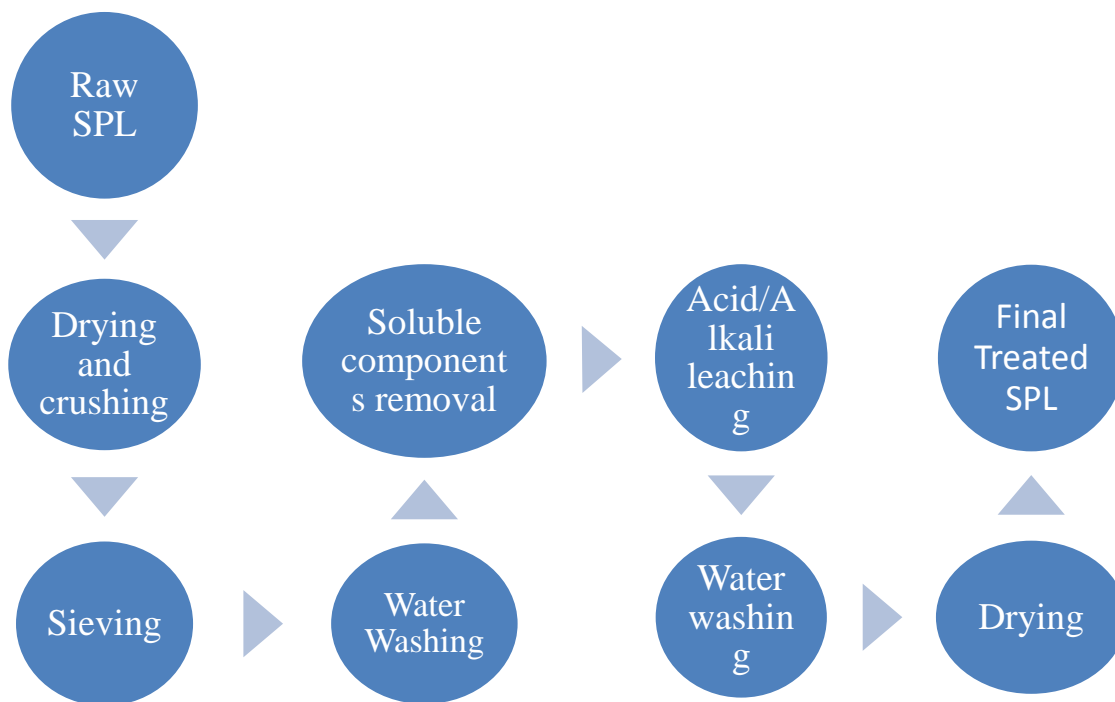 Raw
SPL
Drying
and
crushing
Sieving
Water
Washing
Soluble
component
s removal
Acid/A
lkali
leachin
g
Water
washin
g
Drying
Final
Treated
SPL